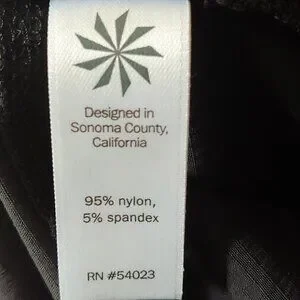 Designed in
Sonoma County,
California
95% nylon,
5% spandex
RN #54023